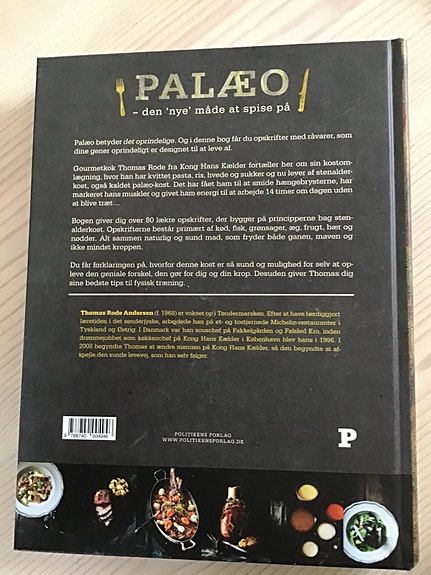 PALÆO
– den 'nye' måde at spise på
Palæo betyder det oprindelige. Og i denne bog får du opskrifter med råvarer, som
dine gener oprindeligt er designet til at leve af.
Gourmetkok Thomas Rode fra Kong Hans Kælder fortæller her om sin kostom-
lægning, hvor han har kvittet pasta, ris, hvede og sukker og nu lever af stenalder-
kost, også kaldet palæo-kost. Det har fået ham til at smide hængebrysterne, har
markeret hans muskler og givet ham energi til at arbejde 14 timer om dagen uden
at blive træt ...
Bogen giver dig over 80 lækre opskrifter, der bygger på principperne bag sten-
alderkost. Opskrifterne består primært af kød, fisk, grønsager, æg, frugt, bær og
nødder. Alt sammen naturlig og sund mad, som fryder både ganen, maven og
ikke mindst kroppen.
Du får forklaringen på, hvorfor denne kost er så sund og mulighed for selv at op-
leve den geniale forskel, den gør for dig og din krop. Desuden giver Thomas dig
sine bedste tips til fysisk træning.
Thomas Rode Andersen (f. 1968) er vokset op i Tøndermarsken. Efter at have færdiggjort
læretiden i det sønderjyske, arbejdede han på et- og tostjernede Michelin-restauranter i
Tyskland og Østrig. I Danmark var han souschef på Fakkelgården og Falsled Kro, inden
drømmejobbet som køkkenchef på Kong Hans Kælder i København blev hans i 1996. I
2008 begyndte Thomas at ændre menuen på Kong Hans Kælder, så den begyndte at af-
spejle den sunde levevej, som han selv følger.
9 788740 004946
POLITIKENS FORLAG
WWW.POLITIKENSFORLAG.DK
P